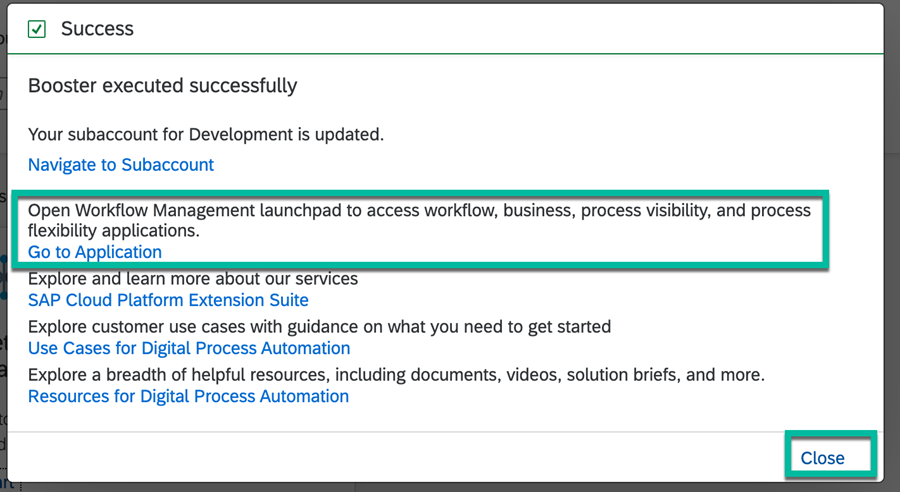 Success
Booster executed successfully
Your subaccount for Development is updated.
Navigate to Subaccount
Open Workflow Management launchpad to access workflow, business, process visibility, and process
flexibility applications.
Go to Application
Explore and learn more about our services
SAP Cloud Platform Extension Suite
Explore customer use cases with guidance on what you need to get started
Use Cases for Digital Process Automation
Explore a breadth of helpful resources, including documents, videos, solution briefs, and more.
Resources for Digital Process Automation
Close